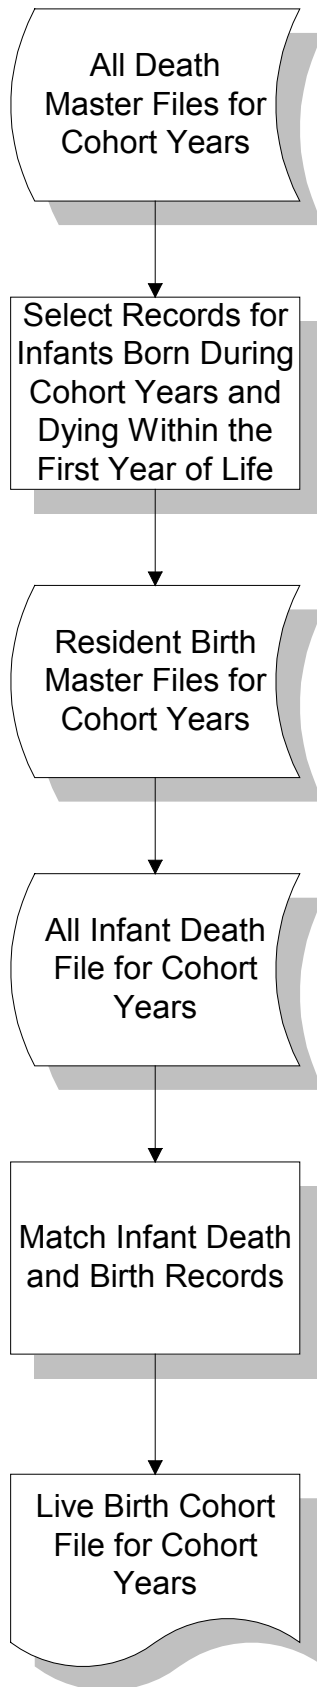 All Death
Master Files for
Cohort Years
Select Records for
Infants Born During
Cohort Years and
Dying Within the
First Year of Life
Resident Birth
Master Files for
Cohort Years
All Infant Death
File for Cohort
Years
Match Infant Death
and Birth Records
Live Birth Cohort
File for Cohort
Years